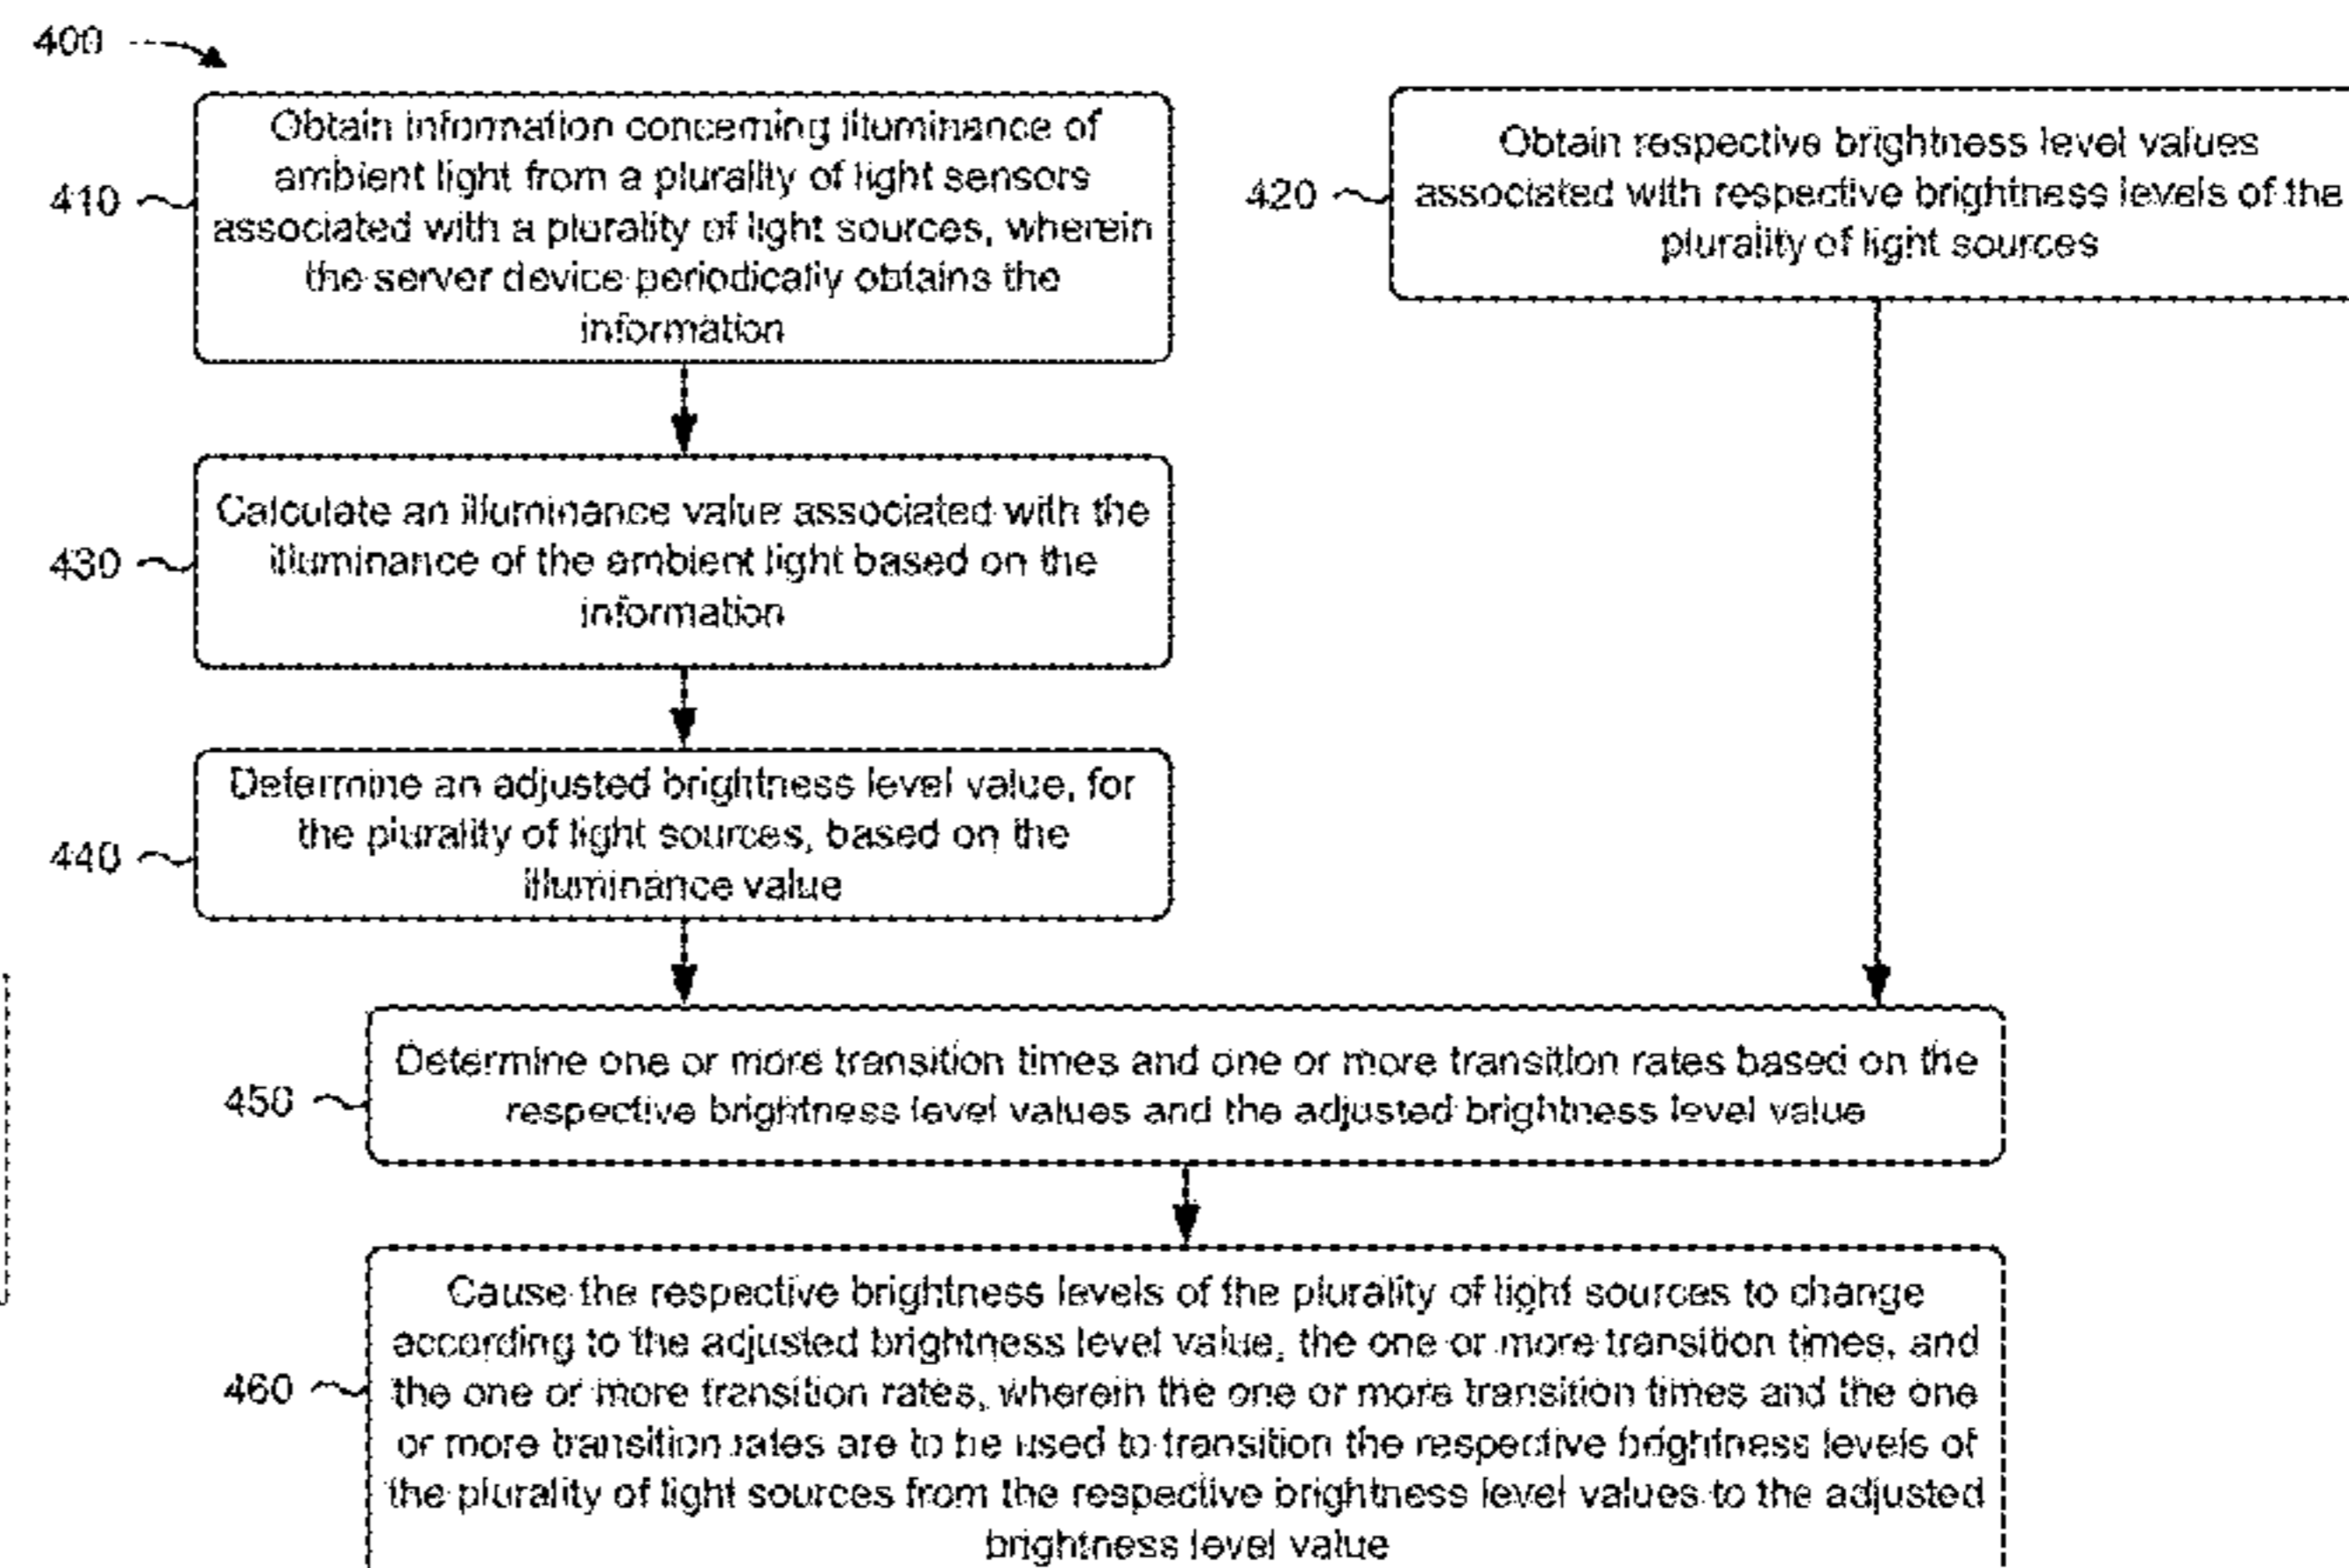 400
410
Obtain information concerning illuminance of
ambient light from a plurality of light sensors
associated with a plurality of light sources, wherein
the server device periodically obtains the
information
420
Obtain respective brightness level values
associated with respective brightness levels of the
plurality of light sources
430
Calculate an illuminance value associated with the
illuminance of the ambient light based on the
information
440
Determine an adjusted brightness level value, for
the plurality of light sources, based on the
illuminance value
450
Determine one or more transition times and one or more transition rates based on the
respective brightness level values and the adjusted brightness level value
460
Cause the respective brightness levels of the plurality of light sources to change
according to the adjusted brightness level value, the one or more transition times, and
the one or more transition rates, wherein the one or more transition times and the one
or more transition rates are to be used to transition the respective brightness levels of
the plurality of light sources from the respective brightness level values to the adjusted
brightness level value